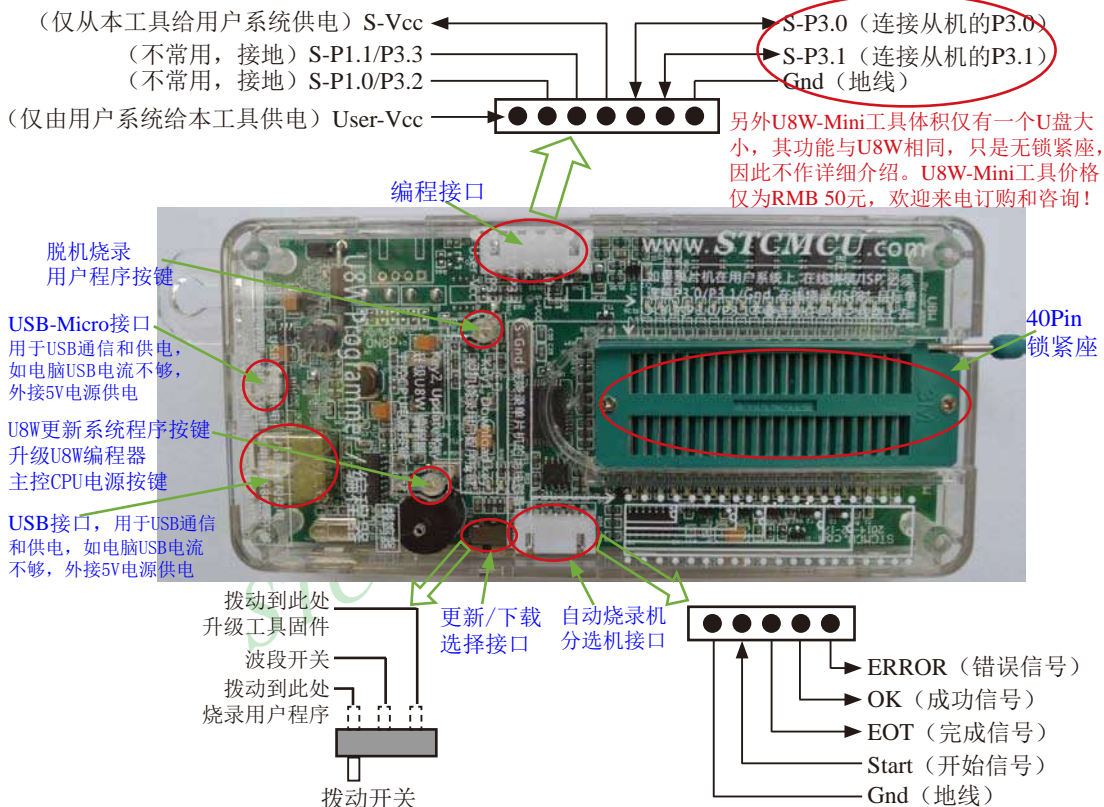 （仅从本工具给用户系统供电）S-Vcc
（不常用，接地）S-P1.1/P3.3
（不常用，接地）S-P1.0/P3.2
（仅由用户系统给本工具供电）User-Vcc
S-P3.0（连接从机的P3.0）
S-P3.1（连接从机的P3.1）
Gnd（地线）
另外U8W-Mini工具体积仅有一个U盘大
小，其功能与U8W相同，只是无锁紧座，
因此不作详细介绍。U8W-Mini工具价格
仅为RMB 50元，欢迎来电订购和咨询！
编程接口
脱机烧录
用户程序按键
USB-Micro接口
用于USB通信和供电，
如电脑USB电流不够，
外接5V电源供电
U8W更新系统程序按键
升级U8W编程器
主控CPU电源按键
USB接口，用于USB通信
和供电，如电脑USB电流
不够，外接5V电源供电
www.STCMCU.com
U8W Programmer
SGnd
40Pin
锁紧座
STC
拨动到此处
升级工具固件
波段开关
拨动到此处
烧录用户程序
拨动开关
更新/下载
选择接口
自动烧录机
分选机接口
ERROR（错误信号）
OK（成功信号）
EOT（完成信号）
Start（开始信号）
Gnd（地线）